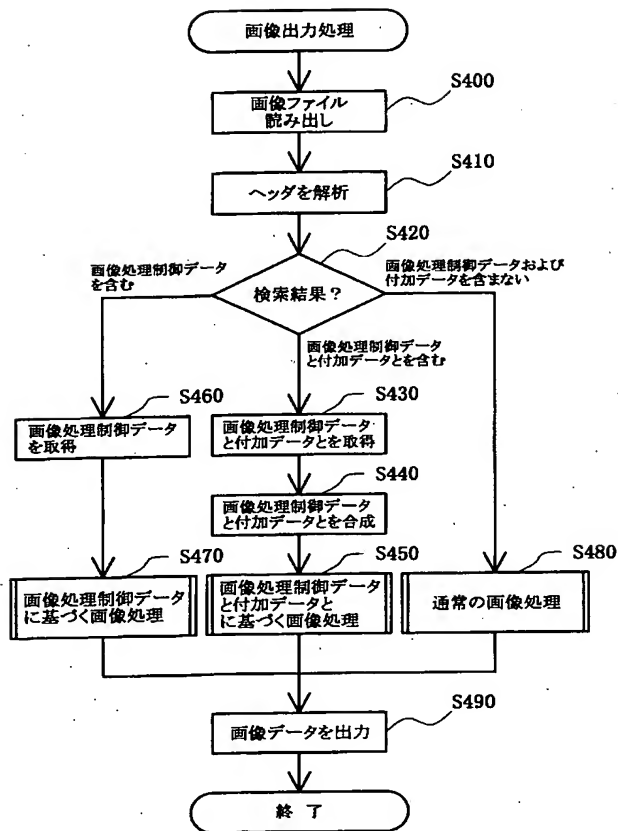 画像出力処理
S400
画像ファイル
読み出し
S410
ヘッダを解析
S420
検索結果？
画像処理制御データ
を含む
画像処理制御データおよび
付加データを含まない
画像処理制御データ
と付加データとを含む
S460
画像処理制御データ
を取得
S430
画像処理制御データ
と付加データとを取得
S440
画像処理制御データ
と付加データとを合成
S470
画像処理制御データ
に基づく画像処理
S450
画像処理制御データ
と付加データと
に基づく画像処理
S480
通常の画像処理
S490
画像データを出力
終了